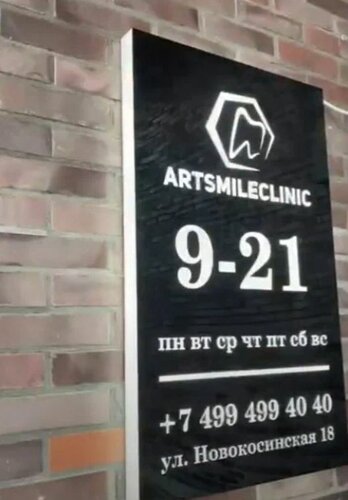 ARTSMILECLINIC
9-21
пн вт ср чт пт сб вс
+7 499 499 40 40
ул. Новокосинская 18